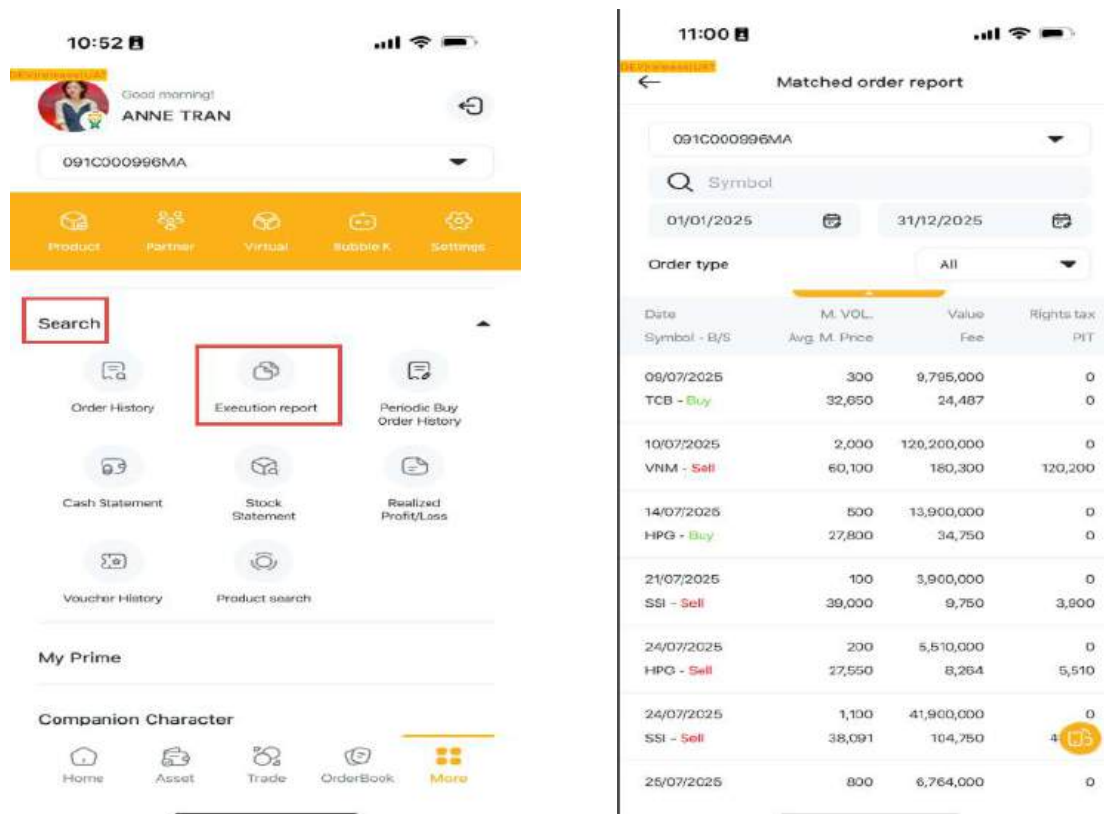 10:52
Good morning!
ANNE TRAN
091C000996MA
Product Partner Virtual Bubble K Settings
Search
Order History
Execution report
Periodic Buy
Order History
Cash Statement
Stock
Statement
Realized
Profit/Loss
Voucher History
Product search
My Prime
Companion Character
Home Asset Trade OrderBook More
11:00
Matched order report
091C000996MA
Symbol
01/01/2025 31/12/2025
Order type All
Date M. VOL. Value Rights tax
Symbol - B/S Avg. M. Price Fee PIT
09/07/2025 300 9,795,000 0
TCB - Buy 32,650 24,487 0
10/07/2025 2,000 120,200,000 0
VNM - Sell 60,100 180,300 120,200
14/07/2025 500 13,900,000 0
HPG - Buy 27,800 34,750 0
21/07/2025 100 3,900,000 0
SSI - Sell 39,000 9,750 3,900
24/07/2025 200 5,510,000 0
HPG - Sell 27,550 8,264 5,510
24/07/2025 1,100 41,900,000 0
SSI - Sell 38,091 104,750
25/07/2025 800 6,764,000 0